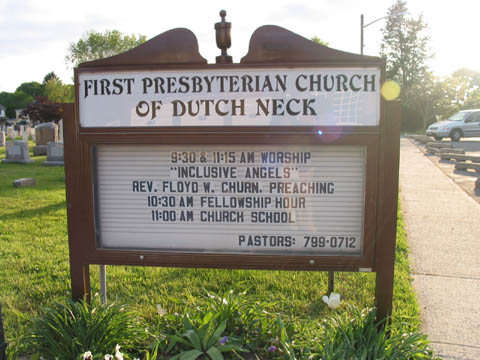 FIRST PRESBYTERIAN CHURCH
OF DUTCH NECK
9:30 & 11:15 AM WORSHIP
"INCLUSIVE ANGELS"
REV. FLOYD W. CHURN, PREACHING
10:30 AM FELLOWSHIP HOUR
11:00 AM CHURCH SCHOOL
PASTORS: 799-0712